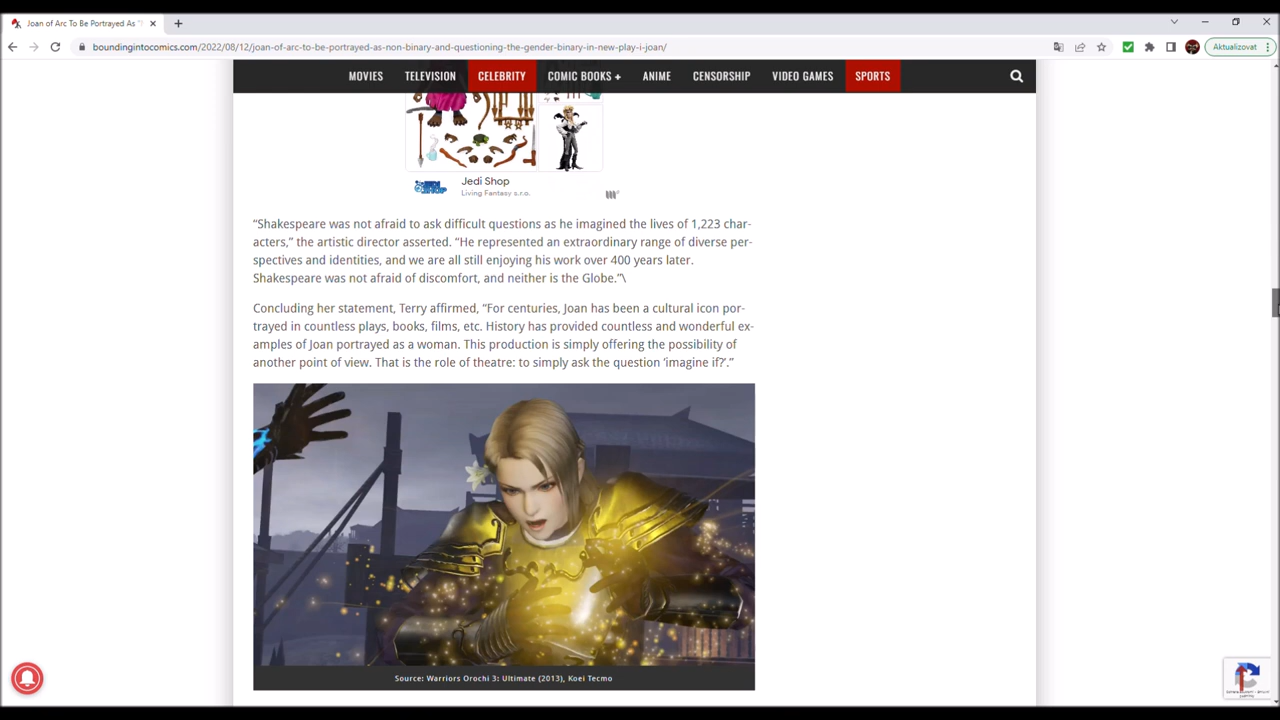 Joan of Arc To Be Portrayed As "
Aktualizovat
boundingintocomics.com/2022/08/12/joan-of-arc-to-be-portrayed-as-non-binary-and-questioning-the-gender-binary-in-new-play-i-joan/
MOVIES TELEVISION CELEBRITY COMIC BOOKS + ANIME CENSORSHIP VIDEO GAMES SPORTS
Jedi Shop
Living Fantasy s.r.o.
“Shakespeare was not afraid to ask difficult questions as he imagined the lives of 1,223 char-
acters,” the artistic director asserted. “He represented an extraordinary range of diverse per-
spectives and identities, and we are all still enjoying his work over 400 years later.
Shakespeare was not afraid of discomfort, and neither is the Globe.”\
Concluding her statement, Terry affirmed, “For centuries, Joan has been a cultural icon por-
trayed in countless plays, books, films, etc. History has provided countless and wonderful ex-
amples of Joan portrayed as a woman. This production is simply offering the possibility of
another point of view. That is the role of theatre: to simply ask the question ‘imagine if?’.”
Source: Warriors Orochi 3: Ultimate (2013), Koei Tecmo